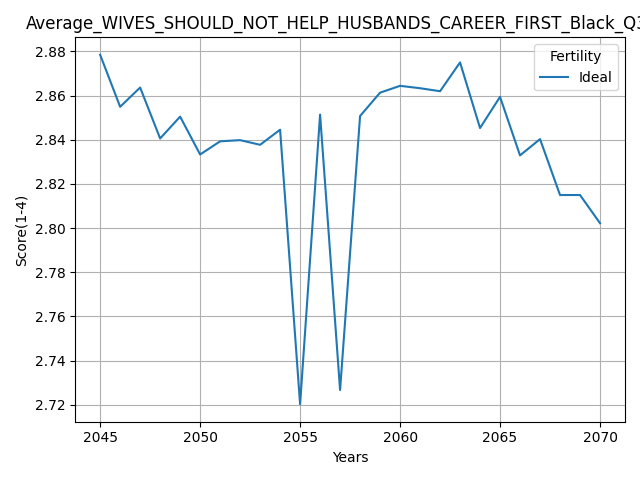 Average_WIVES_SHOULD_NOT_HELP_HUSBANDS_CAREER_FIRST_Black_Q3
Fertility
Ideal
2.88
2.86
2.84
2.82
2.80
2.78
2.76
2.74
2.72
Score(1-4)
2045 2050 2055 2060 2065 2070
Years